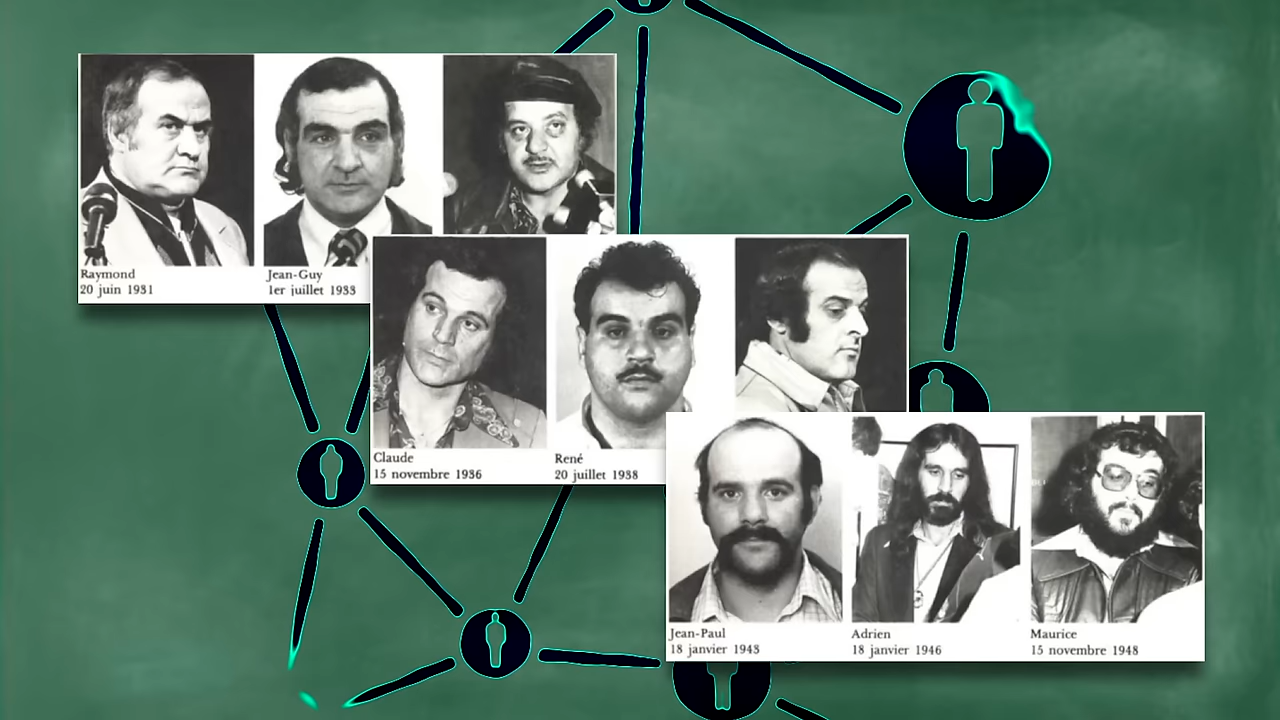 Raymond
20 juin 1931
Jean-Guy
1er juillet 1933
Claude
15 novembre 1936
René
20 juillet 1938
Jean-Paul
18 janvier 1943
Adrien
18 janvier 1946
Maurice
15 novembre 1948